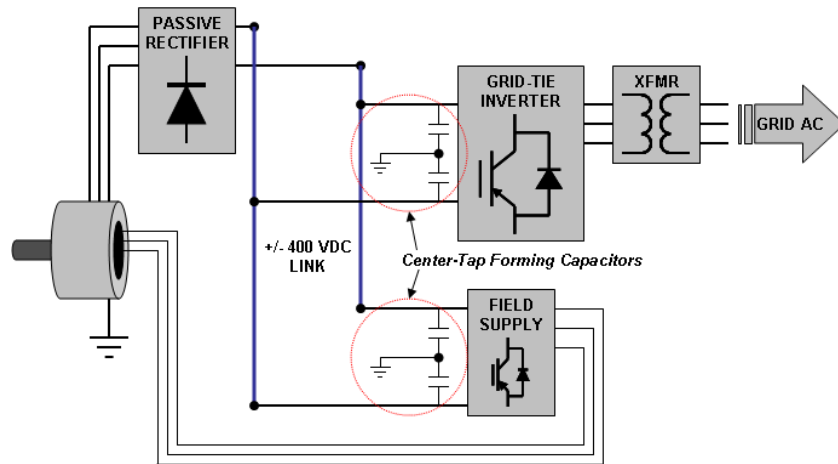 PASSIVE
RECTIFIER
GRID-TIE
INVERTER
XFMR
GRID AC
+/- 400 VDC
LINK
Center-Tap Forming Capacitors
FIELD
SUPPLY